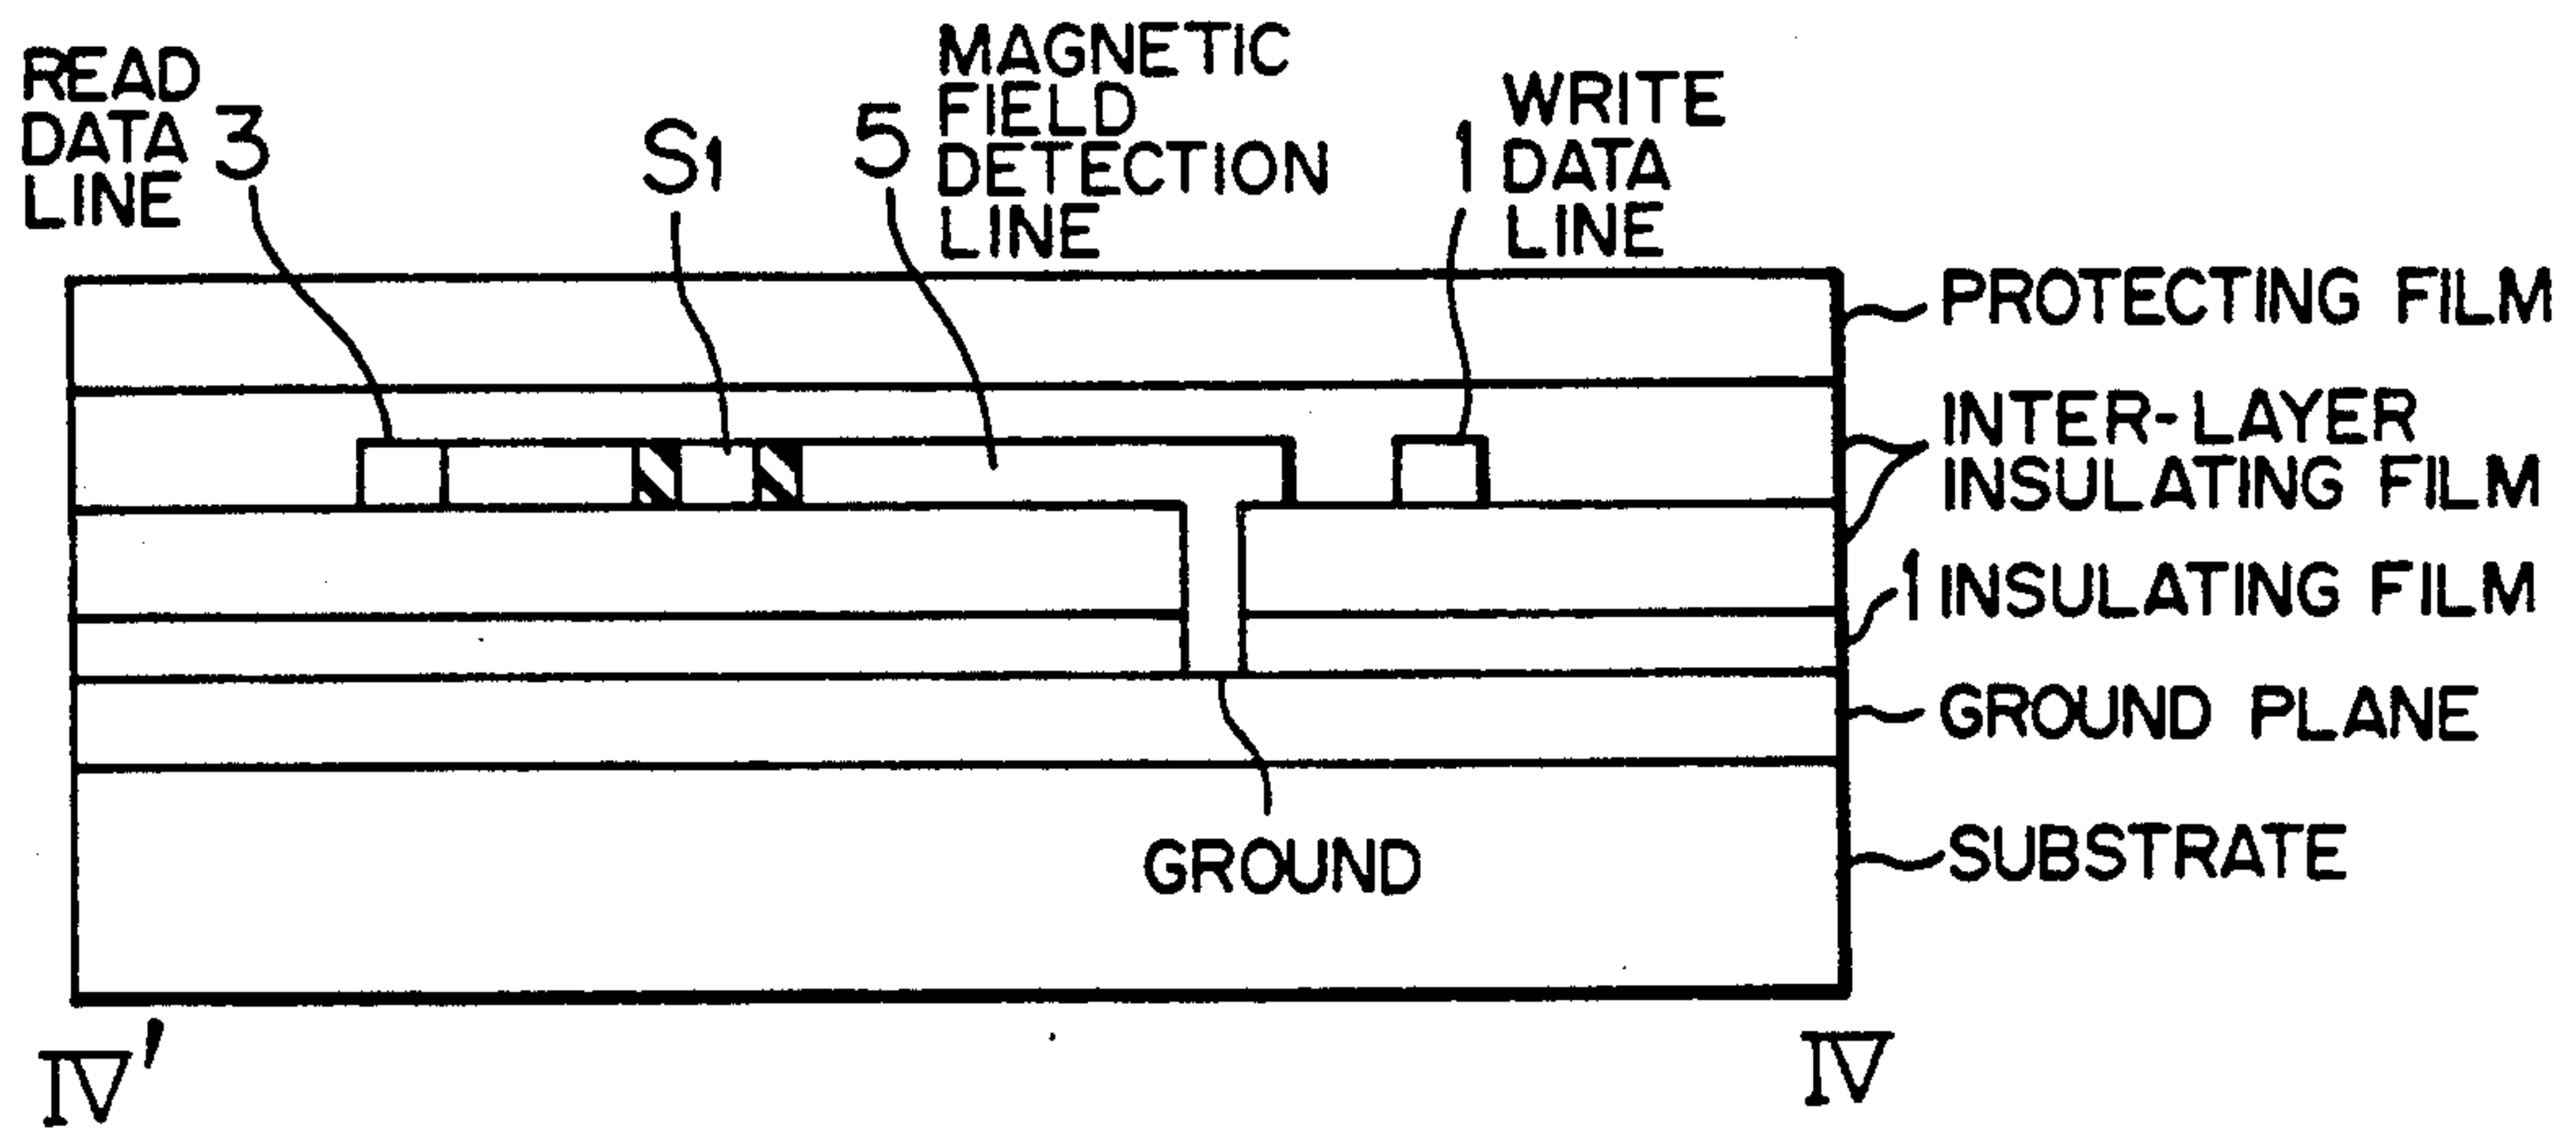 READ
DATA
LINE
3
S1
5
MAGNETIC
FIELD
DETECTION
LINE
1
WRITE
DATA
LINE
PROTECTING FILM
INTER-LAYER
INSULATING FILM
1 INSULATING FILM
GROUND PLANE
GROUND
SUBSTRATE
IV'
IV